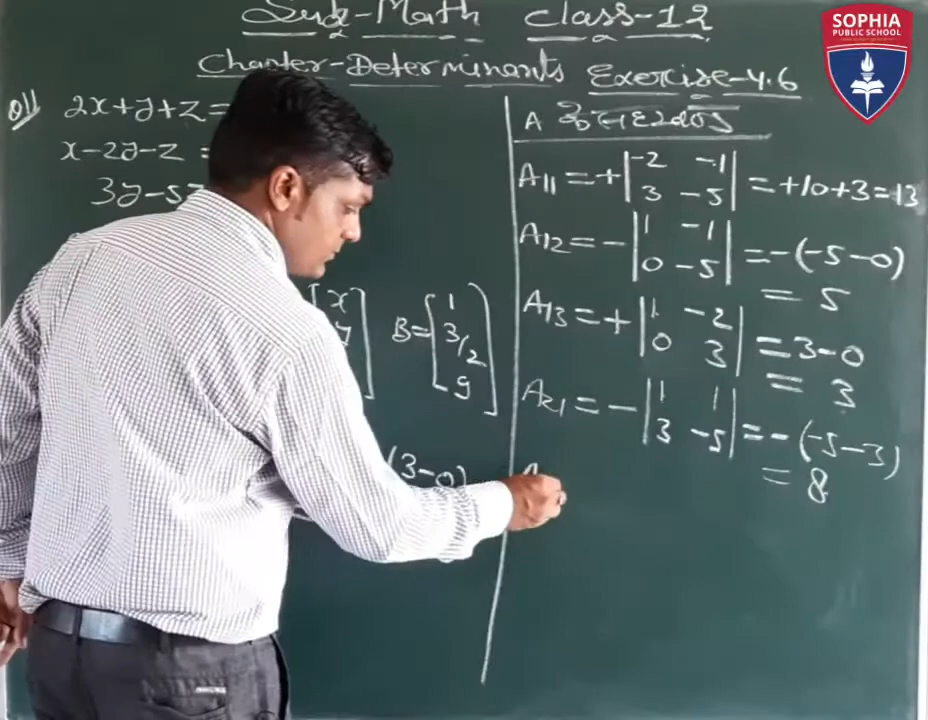 SOPHIA
PUBLIC SCHOOL
Sub-Math Class-12
Chapter-Determinants Exercise-4.6
Q11 2x+y+z=
x-2y-z =
3y-5z
[x
y
B=[1
3/2
9]
(3-0)
A के सहखण्ड
A11=+|-2 -1
3 -5|=+10+3=13
A12=-|1 -1
0 -5|=-(-5-0)
= 5
A13=+|1 -2
0 3|=3-0
= 3
A21=-|1 1
3 -5|=-(-5-3)
= 8